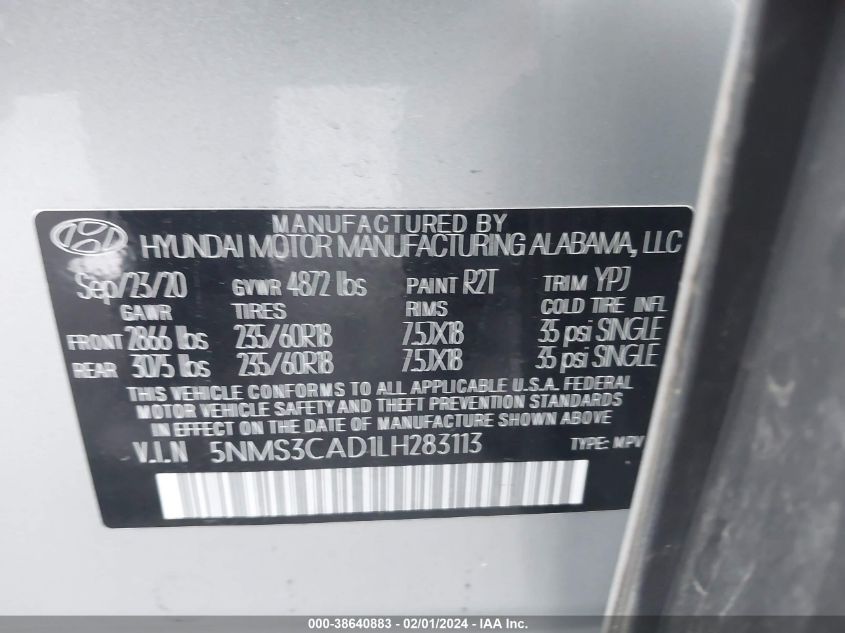 MANUFACTURED BY
HYUNDAI MOTOR MANUFACTURING ALABAMA, LLC
Sep/23/20 GVWR 4872 lbs PAINT R2T TRIM YPJ
GAWR TIRES RIMS COLD TIRE INFL
FRONT 2866 lbs 235/60R18 7.5JX18 35 psi SINGLE
REAR 3075 lbs 235/60R18 7.5JX18 35 psi SINGLE
THIS VEHICLE CONFORMS TO ALL APPLICABLE U.S.A. FEDERAL
MOTOR VEHICLE SAFETY AND THEFT PREVENTION STANDARDS
IN EFFECT ON THE DATE OF MANUFACTURE SHOWN ABOVE
V.I.N 5NMS3CAD1LH283113 TYPE: MPV
000-38640883 / 02/01/2024 - IAA Inc.